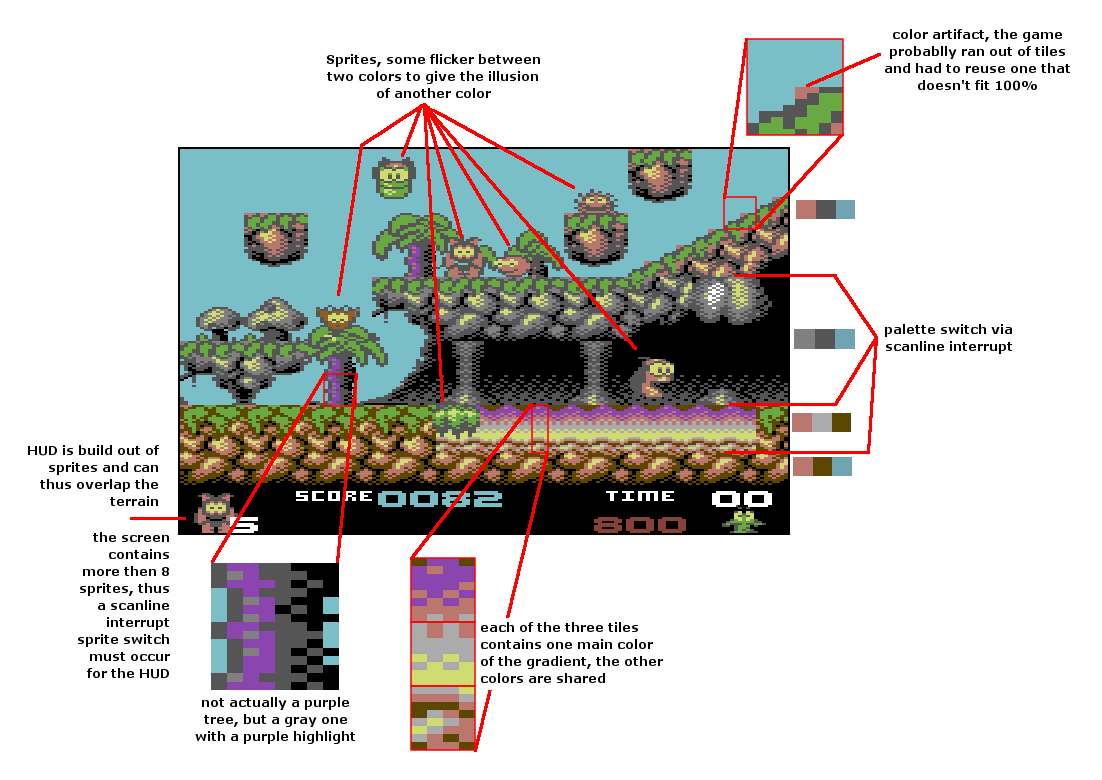 color artifact, the game
probablly ran out of tiles
and had to reuse one that
doesn't fit 100%
Sprites, some flicker between
two colors to give the illusion
of another color
palette switch via
scanline interrupt
HUD is build out of
sprites and can
thus overlap the
terrain
SCORE 0082
TIME 00
5
800
the screen
contains
more then 8
sprites, thus
a scanline
interrupt
sprite switch
must occur
for the HUD
each of the three tiles
contains one main color
of the gradient, the other
colors are shared
not actually a purple
tree, but a gray one
with a purple highlight